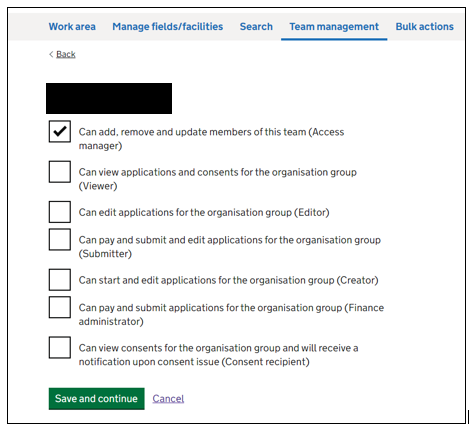 Work area Manage fields/facilities Search Team management Bulk actions
< Back
Can add, remove and update members of this team (Access
manager)
Can view applications and consents for the organisation group
(Viewer)
Can edit applications for the organisation group (Editor)
Can pay and submit and edit applications for the organisation group
(Submitter)
Can start and edit applications for the organisation group (Creator)
Can pay and submit applications for the organisation group (Finance
administrator)
Can view consents for the organisation group and will receive a
notification upon consent issue (Consent recipient)
Save and continue Cancel